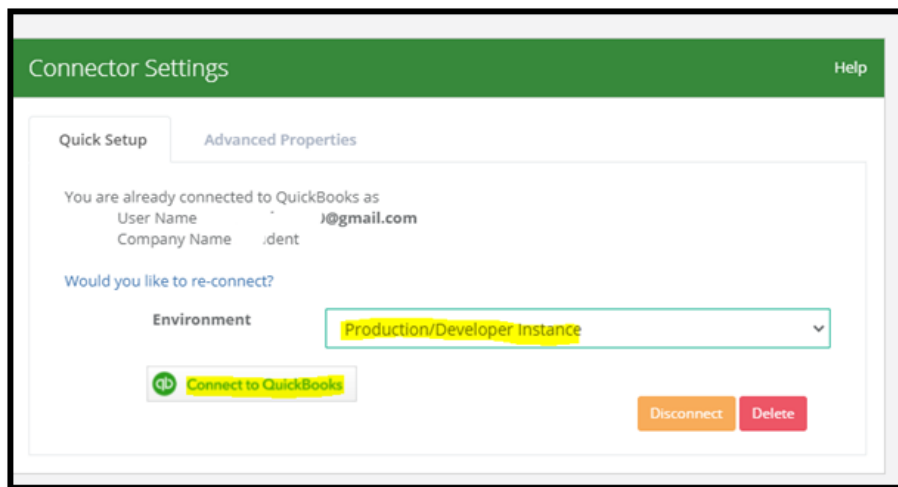 Connector Settings
Help
Quick Setup
Advanced Properties
You are already connected to QuickBooks as
User Name @gmail.com
Company Name
Would you like to re-connect?
Environment
Production/Developer Instance
qb Connect to QuickBooks
Disconnect
Delete